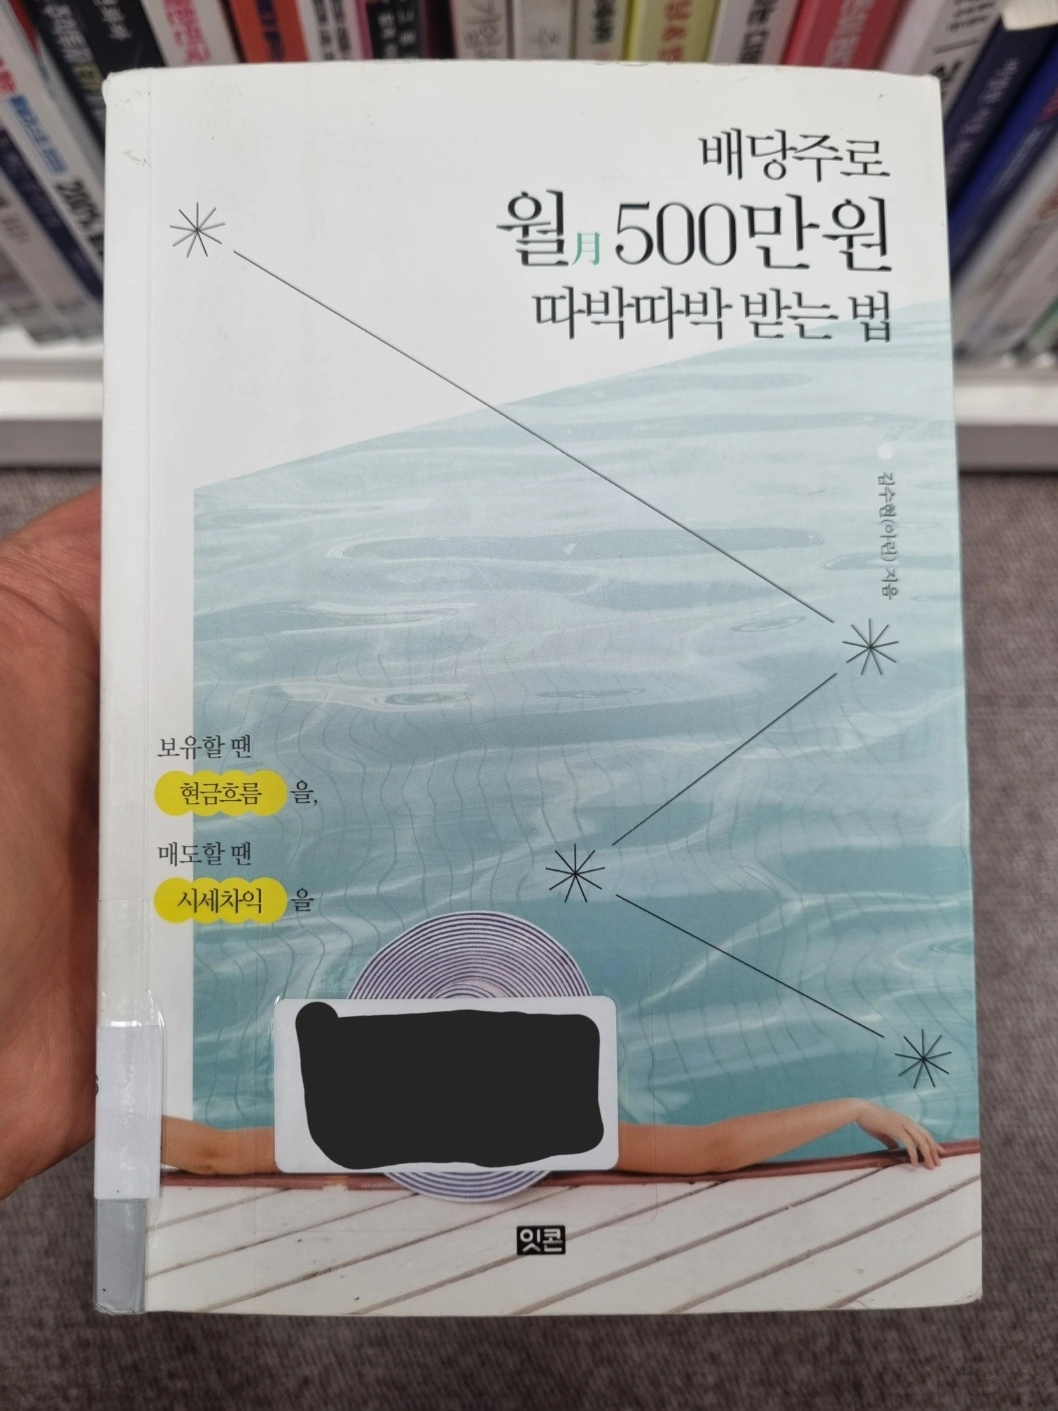 배당주로
월月 500만원
따박따박 받는 법
김수현(아린) 지음
보유할 땐
현금흐름을,
매도할 땐
시세차익을
잇콘